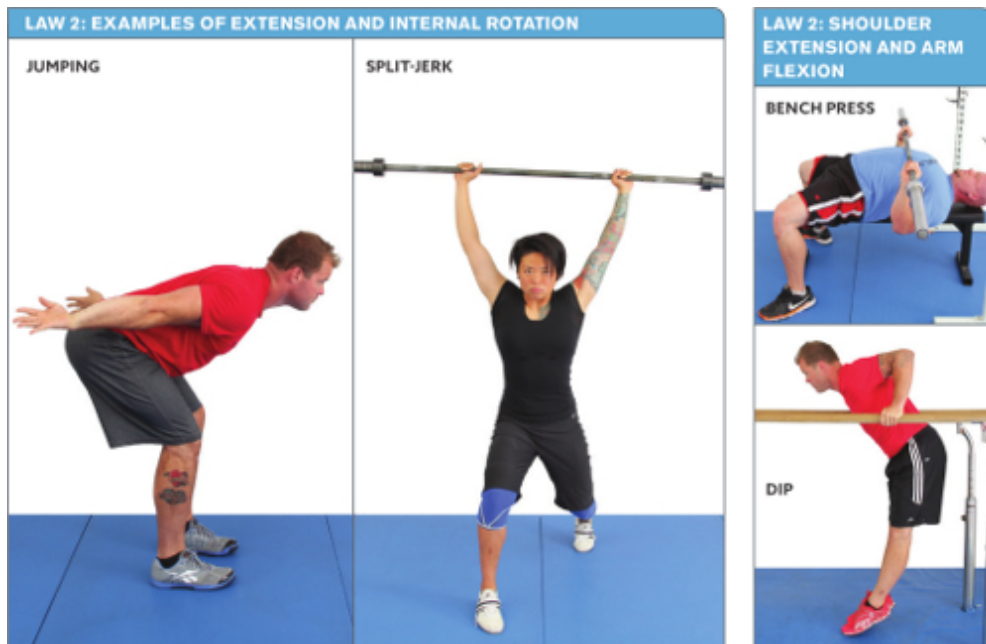 LAW 2: EXAMPLES OF EXTENSION AND INTERNAL ROTATION
JUMPING
SPLIT-JERK
LAW 2: SHOULDER
EXTENSION AND ARM
FLEXION
BENCH PRESS
DIP